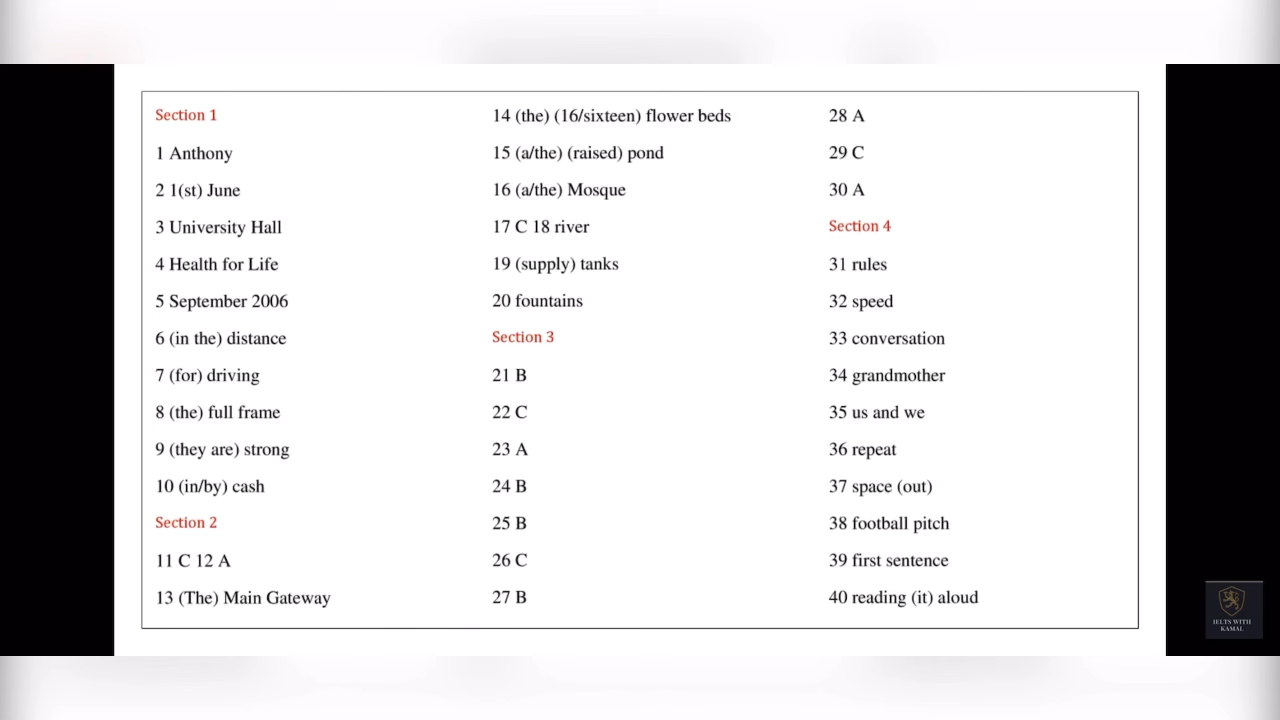 Section 1
1 Anthony
2 1(st) June
3 University Hall
4 Health for Life
5 September 2006
6 (in the) distance
7 (for) driving
8 (the) full frame
9 (they are) strong
10 (in/by) cash
Section 2
11 C 12 A
13 (The) Main Gateway
14 (the) (16/sixteen) flower beds
15 (a/the) (raised) pond
16 (a/the) Mosque
17 C 18 river
19 (supply) tanks
20 fountains
Section 3
21 B
22 C
23 A
24 B
25 B
26 C
27 B
28 A
29 C
30 A
Section 4
31 rules
32 speed
33 conversation
34 grandmother
35 us and we
36 repeat
37 space (out)
38 football pitch
39 first sentence
40 reading (it) aloud
IELTS WITH
KAMAL